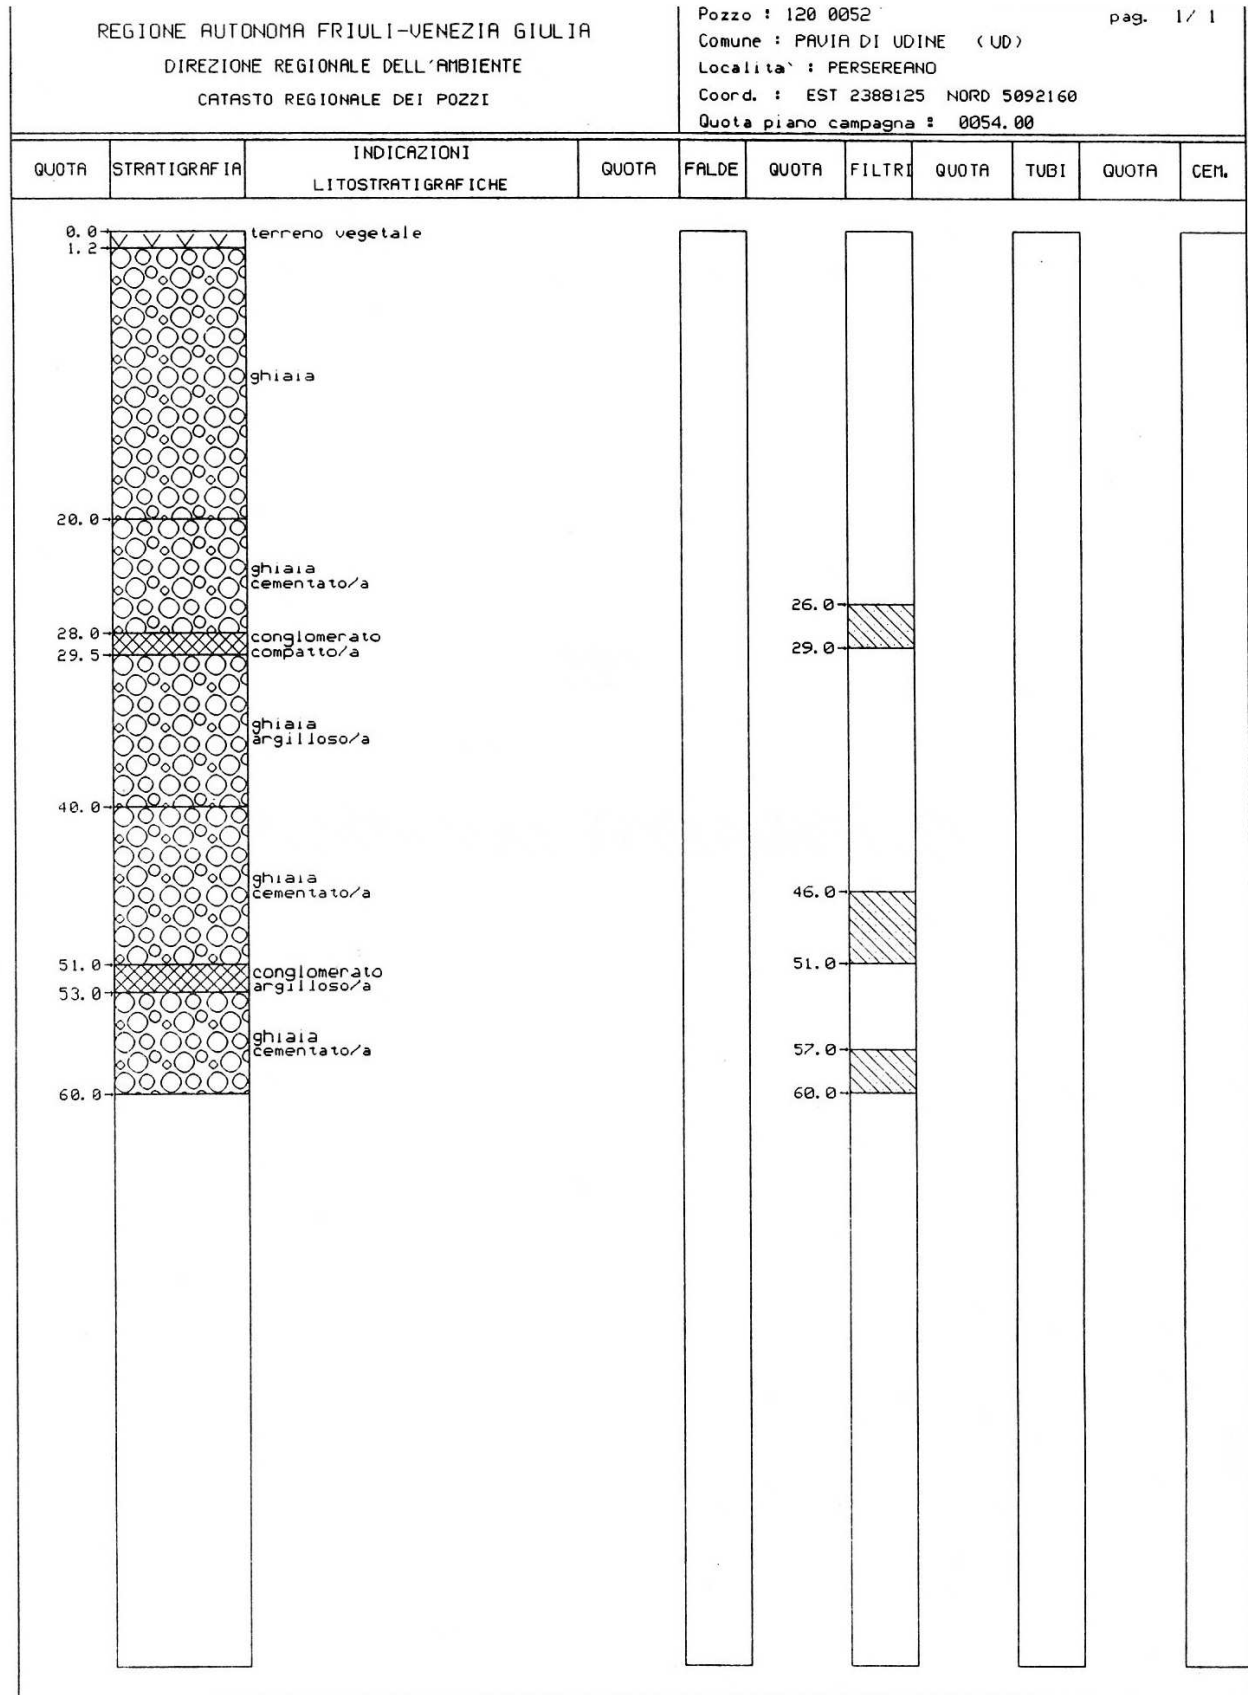 REGIONE AUTONOMA FRIULI-VENEZIA GIULIA
DIREZIONE REGIONALE DELL'AMBIENTE
CATASTO REGIONALE DEI POZZI
Pozzo : 120 0052 pag. 1/ 1
Comune : PAVIA DI UDINE ( UD)
Localita` : PERSEREANO
Coord. : EST 2388125 NORD 5092160
Quota piano campagna : 0054.00
QUOTA STRATIGRAFIA INDICAZIONI LITOSTRATIGRAFICHE QUOTA FALDE QUOTA FILTRI QUOTA TUBI QUOTA CEM.
0.0 terreno vegetale
1.2
ghiaia
20.0
ghiaia
cementato/a
26.0
28.0 conglomerato
29.5 compatto/a
29.0
ghiaia
argilloso/a
40.0
ghiaia
cementato/a
46.0
51.0 conglomerato
53.0 argilloso/a
51.0
ghiaia
cementato/a
57.0
60.0
60.0